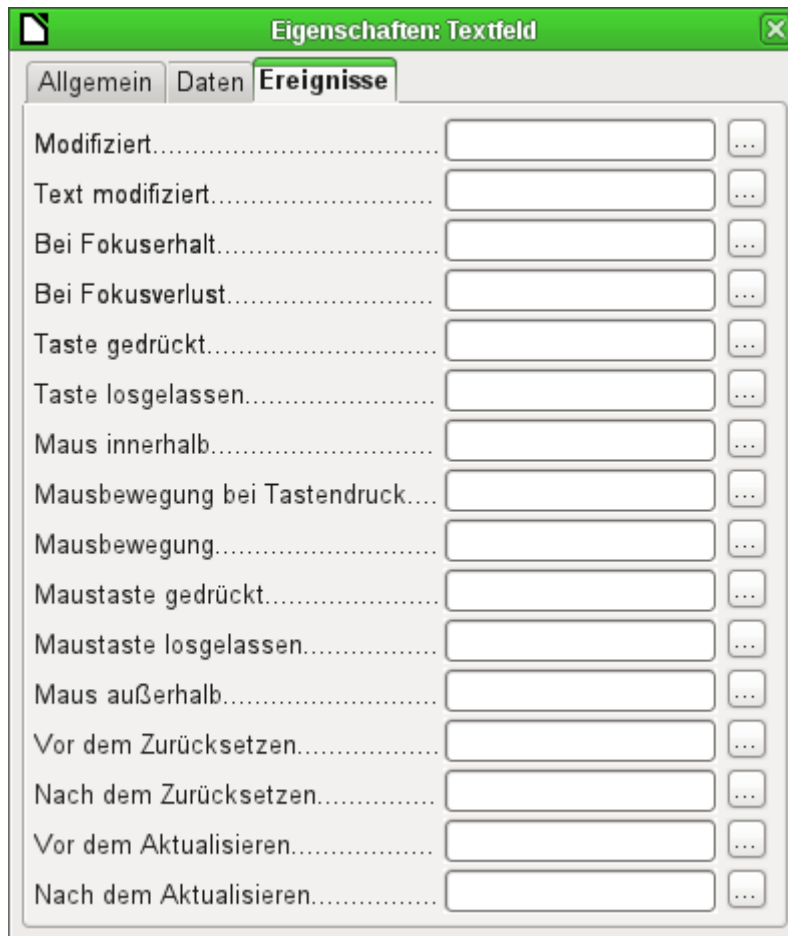 Eigenschaften: Textfeld
Allgemein Daten Ereignisse
Modifiziert.................................... ...
Text modifiziert............................ ...
Bei Fokuserhalt........................... ...
Bei Fokusverlust.......................... ...
Taste gedrückt............................. ...
Taste losgelassen........................ ...
Maus innerhalb............................ ...
Mausbewegung bei Tastendruck.... ...
Mausbewegung............................ ...
Maustaste gedrückt...................... ...
Maustaste losgelassen................. ...
Maus außerhalb........................... ...
Vor dem Zurücksetzen.................. ...
Nach dem Zurücksetzen............... ...
Vor dem Aktualisieren................... ...
Nach dem Aktualisieren................ ...